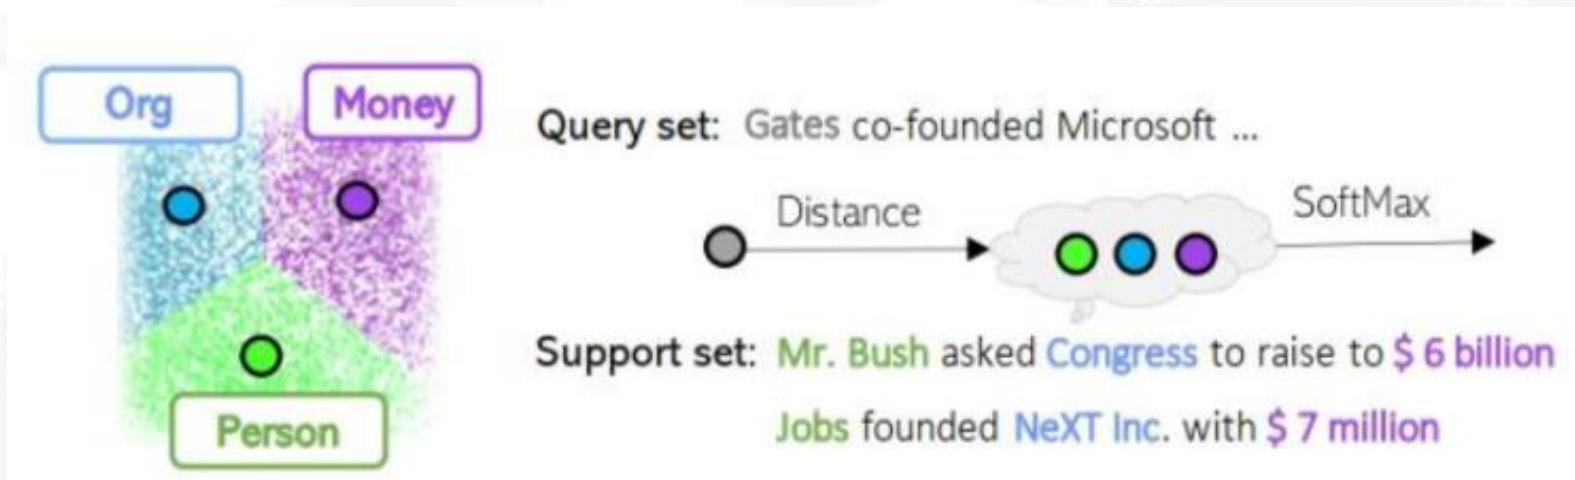 Org
Money
Query set: Gates co-founded Microsoft ...
Distance
SoftMax
Support set: Mr. Bush asked Congress to raise to $ 6 billion
Jobs founded NeXT Inc. with $ 7 million
Person